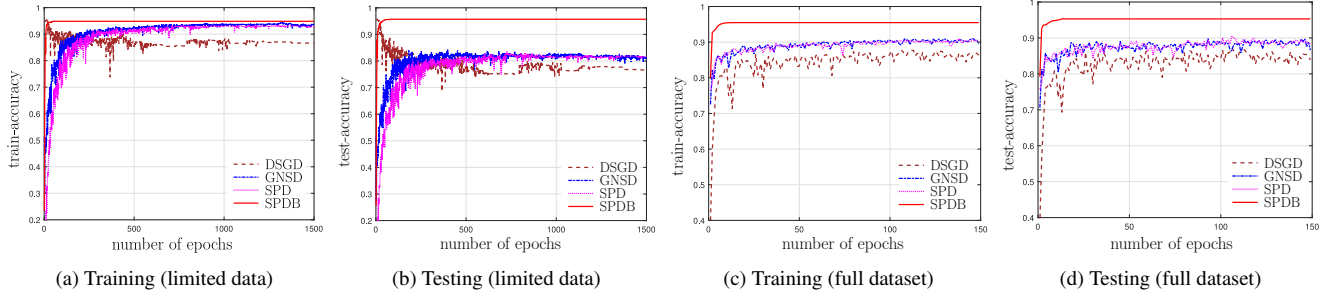 1
0.9
0.8
0.7
0.6
0.5
0.4
0.3
0.2
train-accuracy
0
500
1000
1500
number of epochs
DSGD
GNSD
SPD
SPDB
(a) Training (limited data)
1
0.9
0.8
0.7
0.6
0.5
0.4
0.3
0.2
test-accuracy
0
500
1000
1500
number of epochs
DSGD
GNSD
SPD
SPDB
(b) Testing (limited data)
1
0.9
0.8
0.7
0.6
0.5
0.4
train-accuracy
0
50
100
150
number of epochs
DSGD
GNSD
SPD
SPDB
(c) Training (full dataset)
1
0.9
0.8
0.7
0.6
0.5
0.4
test-accuracy
0
50
100
150
number of epochs
DSGD
GNSD
SPD
SPDB
(d) Testing (full dataset)